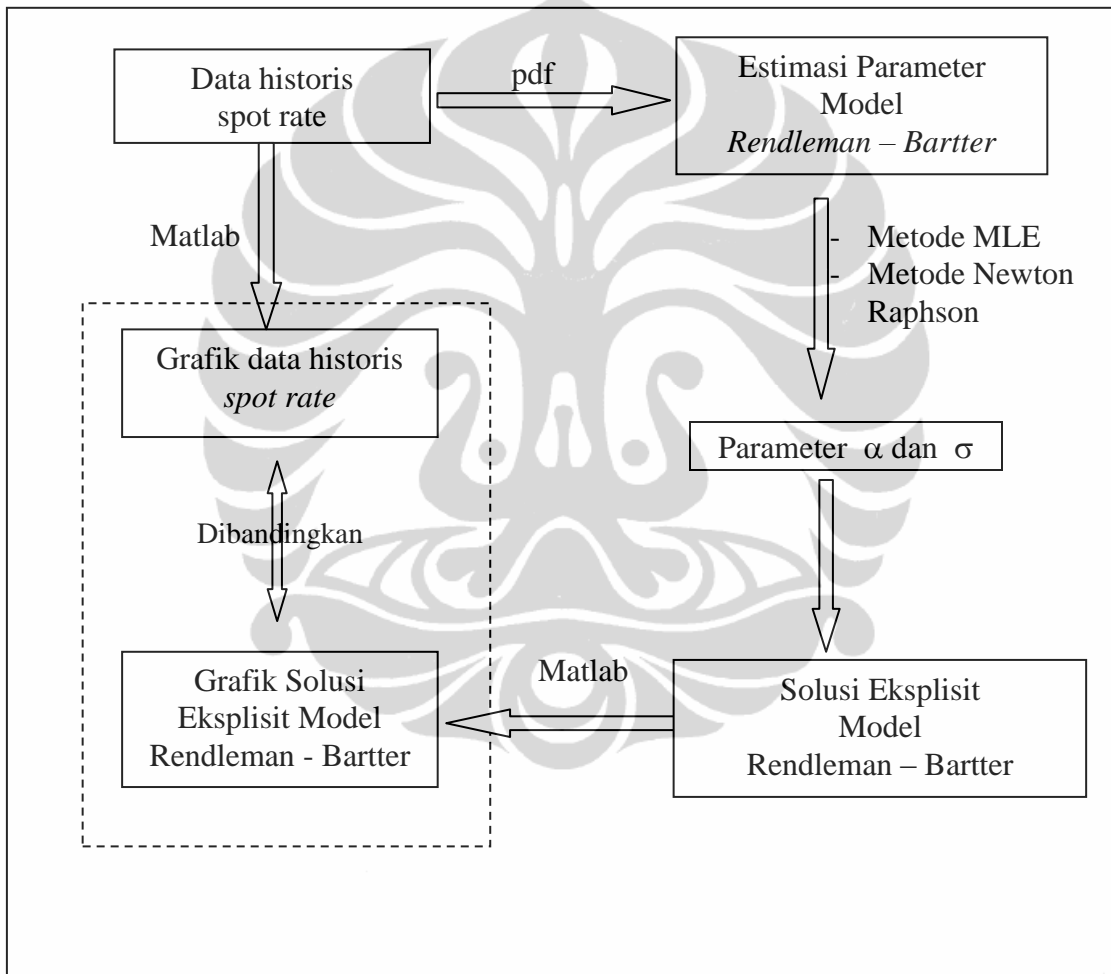 Data historis
spot rate
pdf
Estimasi Parameter
Model
Rendleman – Bartter
Matlab
- Metode MLE
- Metode Newton
Raphson
Grafik data historis
spot rate
Parameter α dan σ
Dibandingkan
Grafik Solusi
Eksplisit Model
Rendleman - Bartter
Matlab
Solusi Eksplisit
Model
Rendleman – Bartter